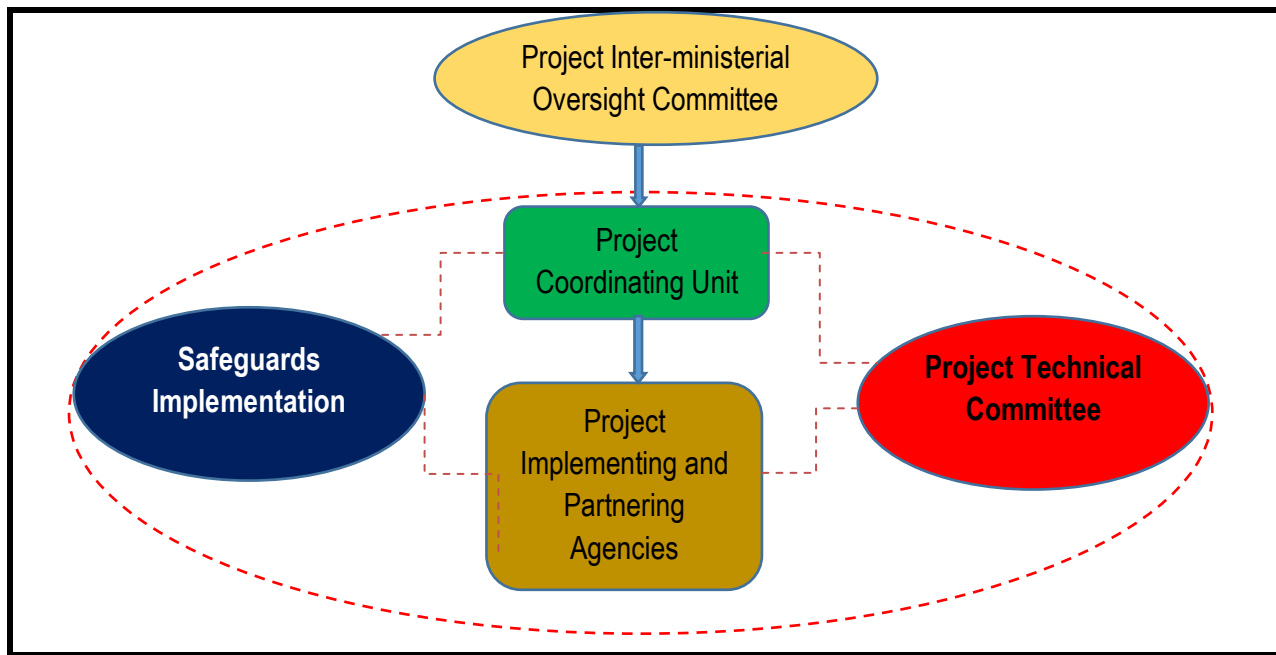 Project Inter-ministerial
Oversight Committee
Project
Coordinating Unit
Safeguards
Implementation
Project Technical
Committee
Project
Implementing and
Partnering
Agencies